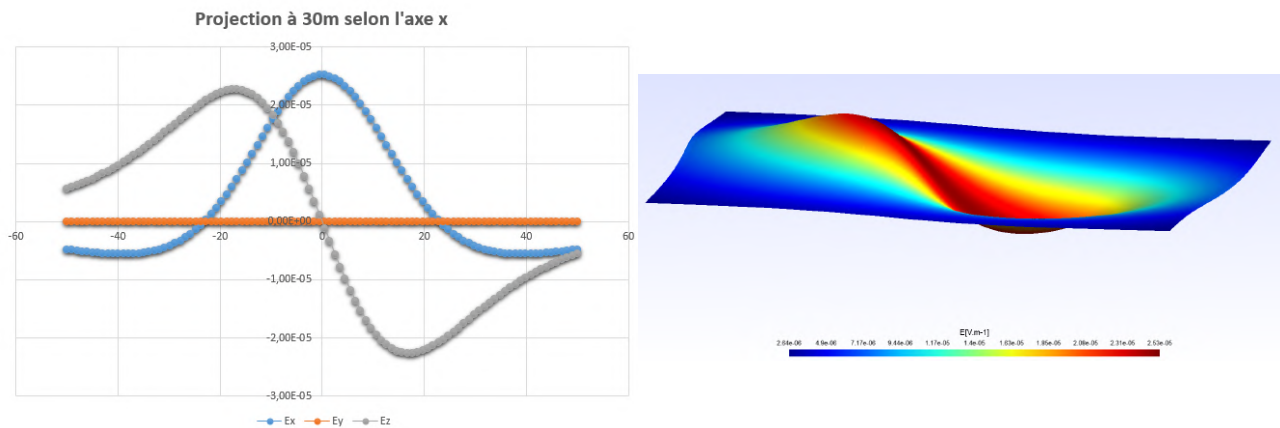 Projection à 30m selon l'axe x
3,00E-05
2,00E-05
1,00E-05
0,00E+00
-60 -40 -20 0 20 40 60
-1,00E-05
-2,00E-05
-3,00E-05
Ex Ey Ez
E[V.m-1]
2.64e-06 4.9e-06 7.17e-06 9.44e-06 1.17e-05 1.4e-05 1.63e-05 1.85e-05 2.08e-05 2.31e-05 2.53e-05